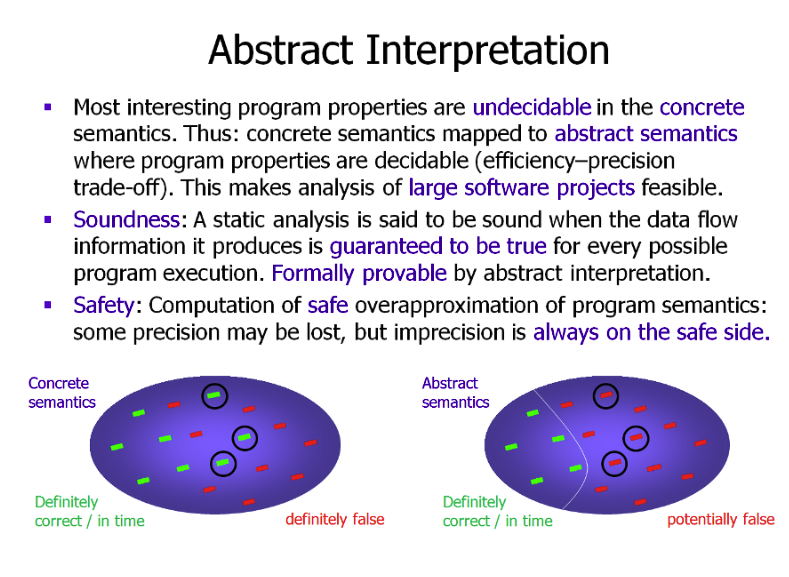 Abstract Interpretation
▪ Most interesting program properties are undecidable in the concrete
semantics. Thus: concrete semantics mapped to abstract semantics
where program properties are decidable (efficiency–precision
trade-off). This makes analysis of large software projects feasible.
▪ Soundness: A static analysis is said to be sound when the data flow
information it produces is guaranteed to be true for every possible
program execution. Formally provable by abstract interpretation.
▪ Safety: Computation of safe overapproximation of program semantics:
some precision may be lost, but imprecision is always on the safe side.
Concrete
semantics
Definitely
correct / in time
definitely false
Abstract
semantics
Definitely
correct / in time
potentially false